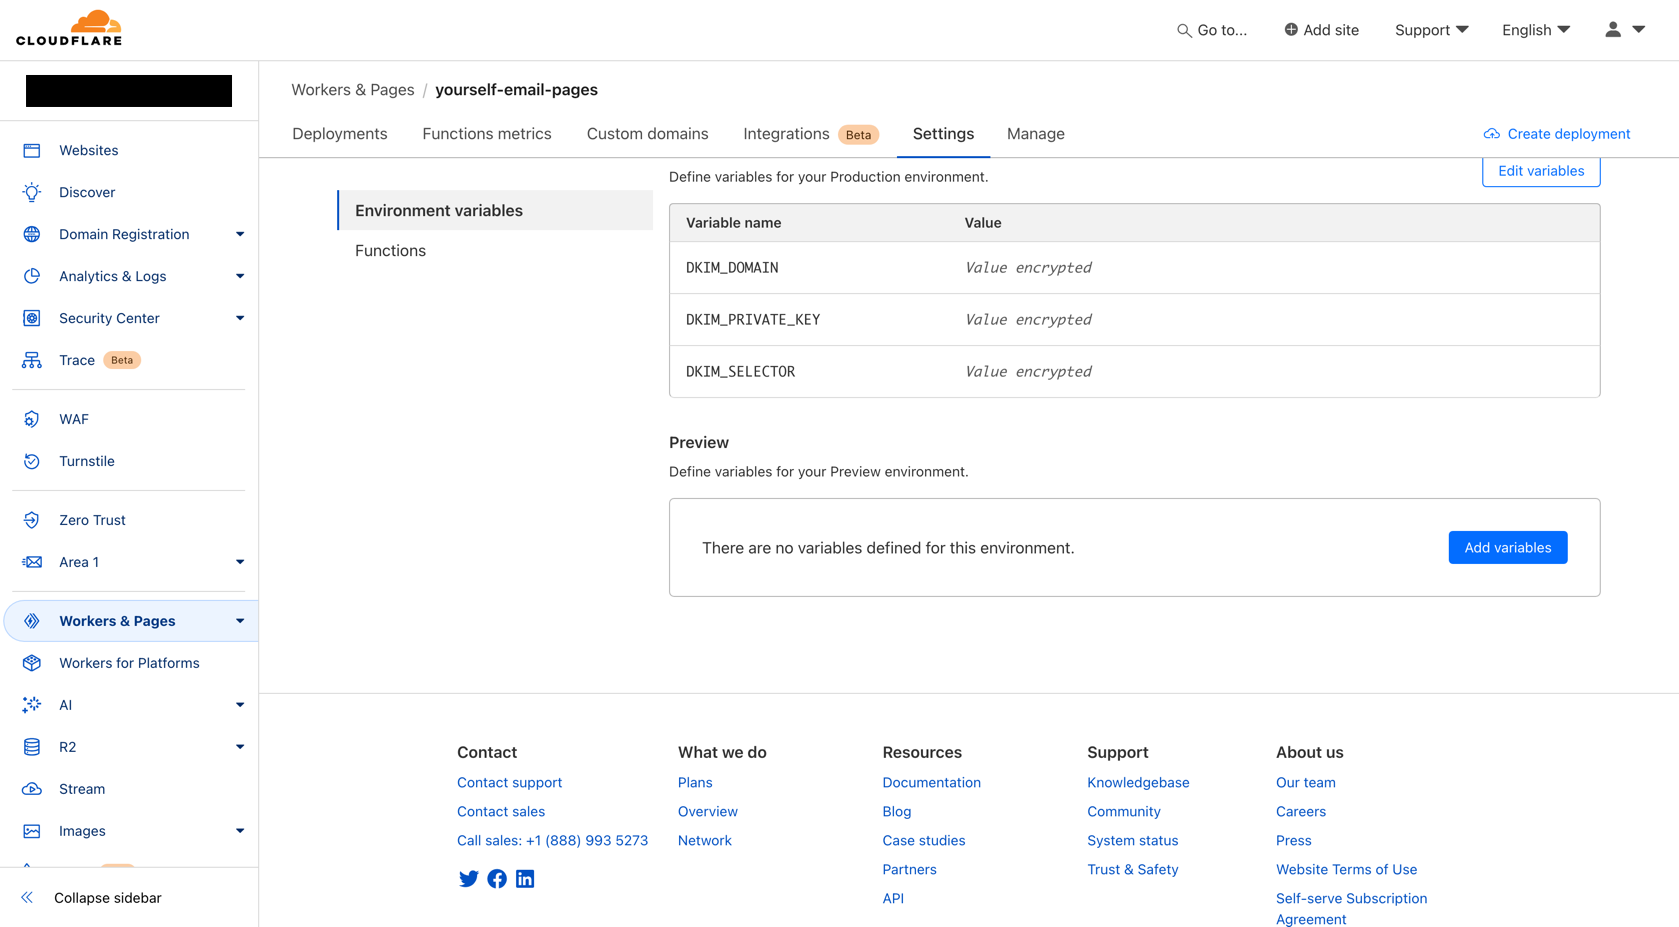 CLOUDFLARE
Go to...
Add site
Support
English
Workers & Pages / yourself-email-pages
Deployments
Functions metrics
Custom domains
Integrations Beta
Settings
Manage
Create deployment
Websites
Discover
Domain Registration
Analytics & Logs
Security Center
Trace Beta
WAF
Turnstile
Zero Trust
Area 1
Workers & Pages
Workers for Platforms
AI
R2
Stream
Images
Collapse sidebar
Environment variables
Functions
Define variables for your Production environment.
Edit variables
Variable name Value
DKIM_DOMAIN Value encrypted
DKIM_PRIVATE_KEY Value encrypted
DKIM_SELECTOR Value encrypted
Preview
Define variables for your Preview environment.
There are no variables defined for this environment.
Add variables
Contact
Contact support
Contact sales
Call sales: +1 (888) 993 5273
What we do
Plans
Overview
Network
Resources
Documentation
Blog
Case studies
Partners
API
Support
Knowledgebase
Community
System status
Trust & Safety
About us
Our team
Careers
Press
Website Terms of Use
Self-serve Subscription
Agreement